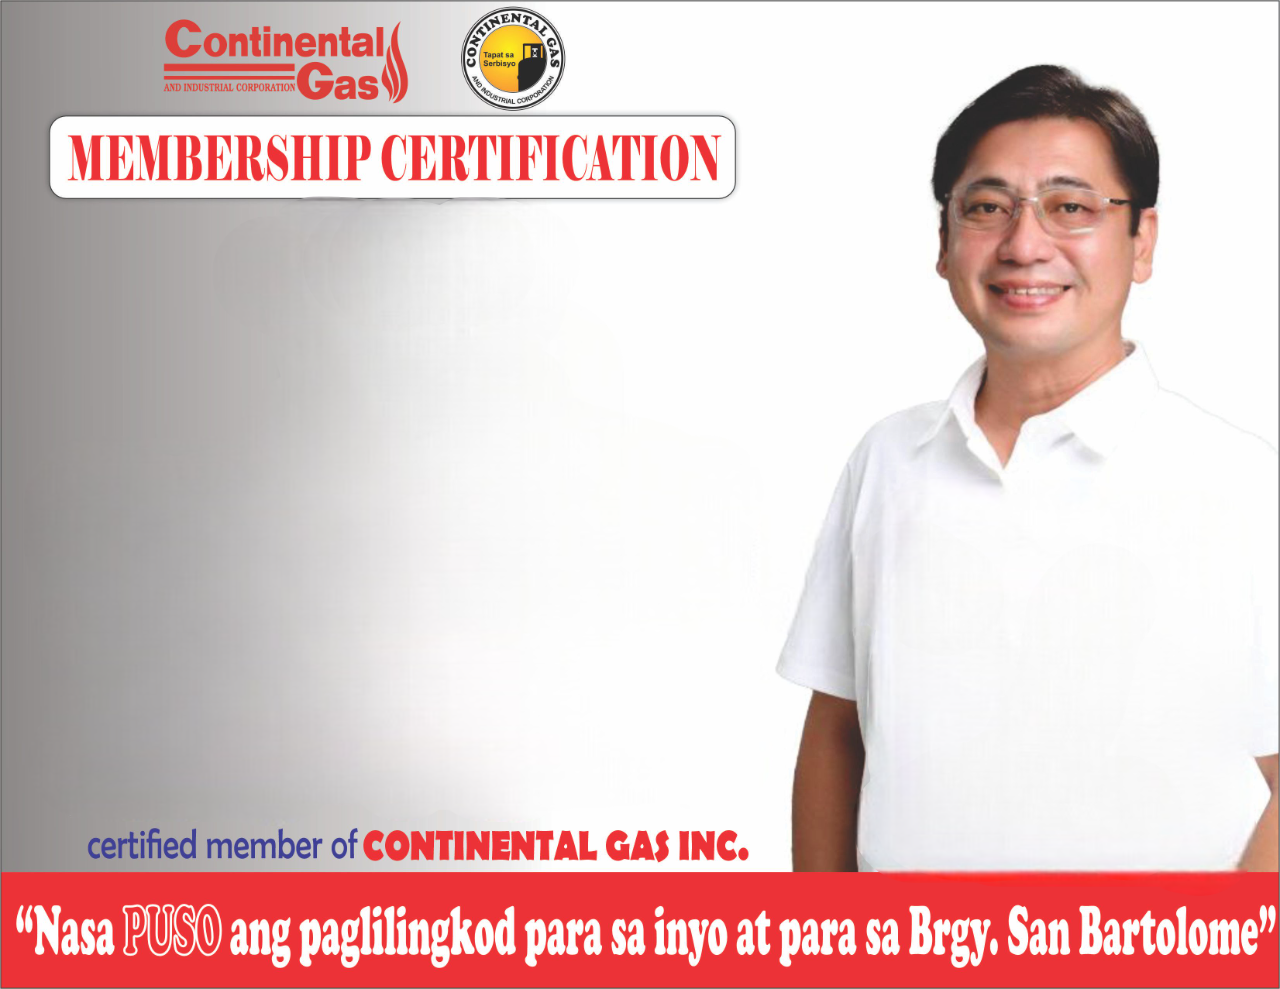 Continental
Gas
AND INDUSTRIAL CORPORATION
CONTINENTAL GAS
Tapat sa
Serbisyo
AND INDUSTRIAL CORPORATION
MEMBERSHIP CERTIFICATION
certified member of CONTINENTAL GAS INC.
“Nasa PUSO ang paglilingkod para sa inyo at para sa Brgy. San Bartolome”